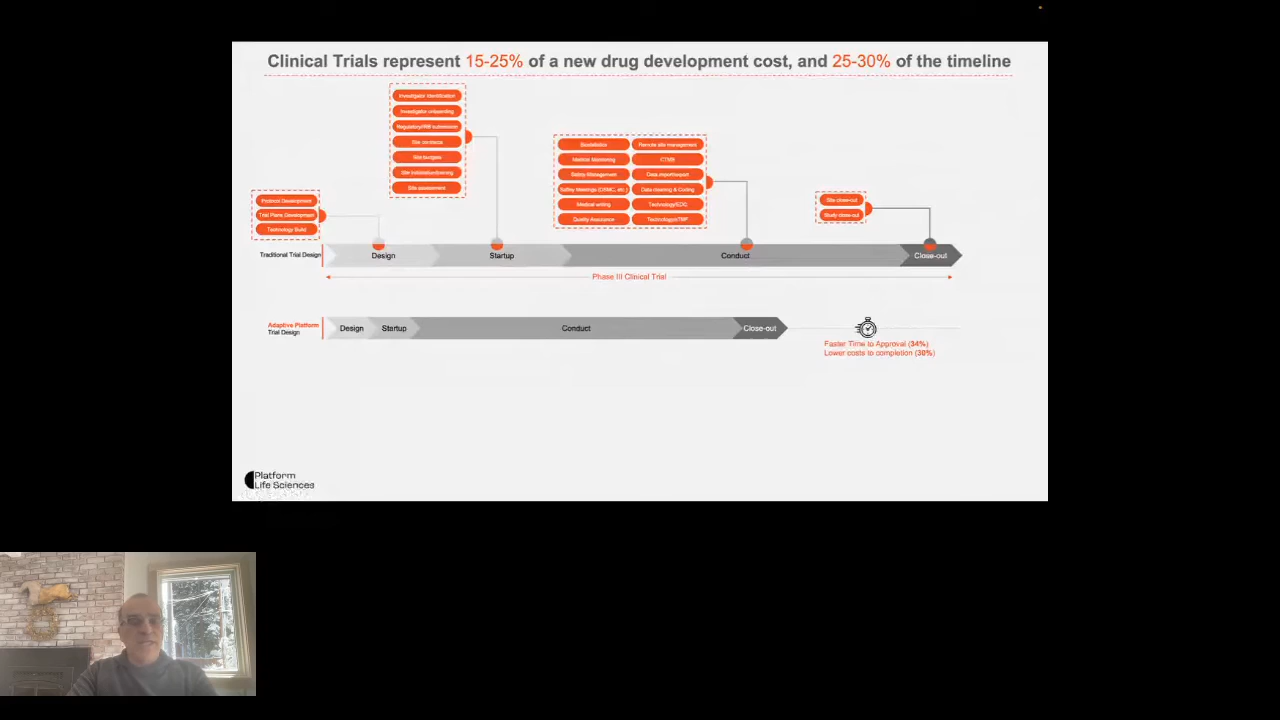 Clinical Trials represent 15-25% of a new drug development cost, and 25-30% of the timeline
Investigator Identification
Investigator onboarding
Regulatory/IRB submission
Site contracts
Site budgets
Site initiation/training
Site assessment
Biostatistics
Remote site management
Medical Monitoring
CTMS
Safety Management
Data import/export
Safety Meetings (DSMC, etc.)
Data cleaning & Coding
Medical writing
Technology/EDC
Quality Assurance
Technology/eTMF
Protocol Development
Trial Plans Development
Technology Build
Site close-out
Study close-out
Traditional Trial Design
Design
Startup
Conduct
Close-out
Phase III Clinical Trial
Adaptive Platform
Trial Design
Design
Startup
Conduct
Close-out
Faster Time to Approval (34%)
Lower costs to completion (30%)
Platform
Life Sciences